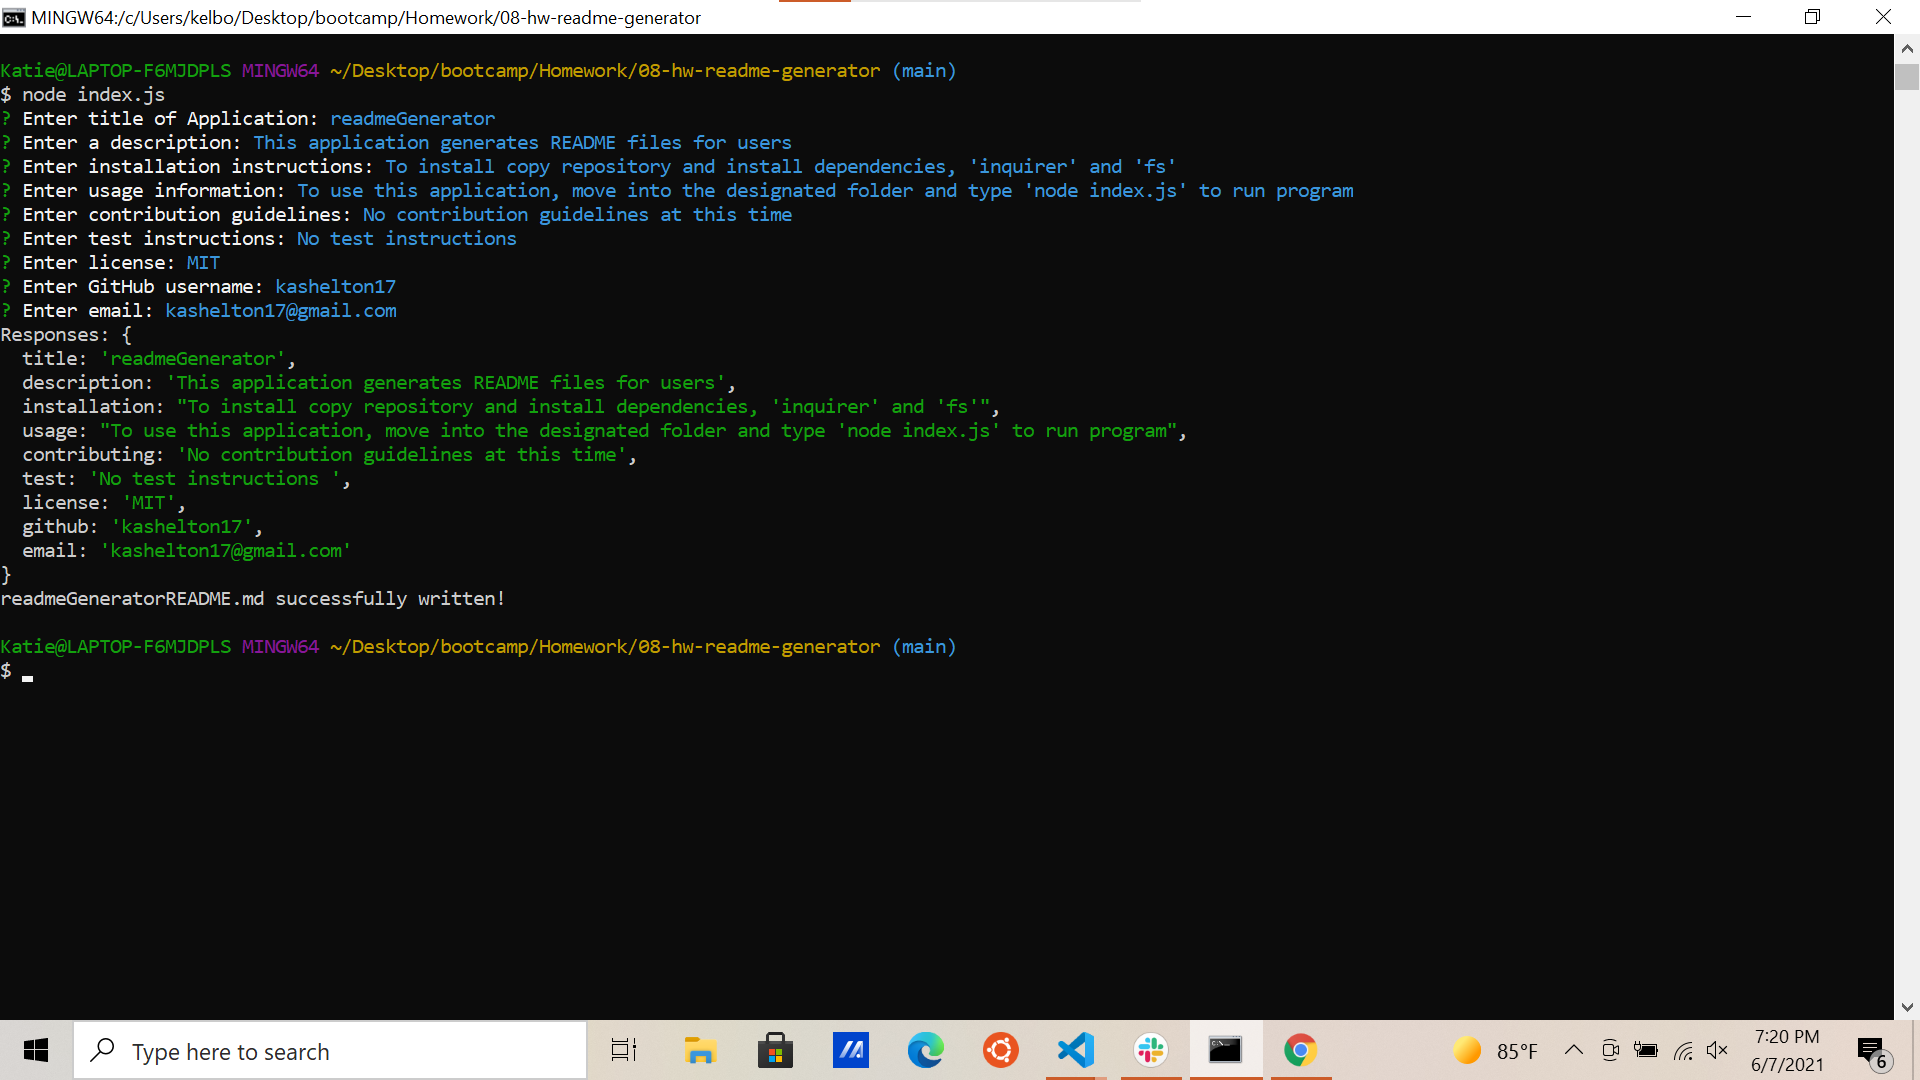 MINGW64:/c/Users/kelbo/Desktop/bootcamp/Homework/08-hw-readme-generator
Katie@LAPTOP-F6MJDPLS MINGW64 ~/Desktop/bootcamp/Homework/08-hw-readme-generator (main)
$ node index.js
? Enter title of Application: readmeGenerator
? Enter a description: This application generates README files for users
? Enter installation instructions: To install copy repository and install dependencies, 'inquirer' and 'fs'
? Enter usage information: To use this application, move into the designated folder and type 'node index.js' to run program
? Enter contribution guidelines: No contribution guidelines at this time
? Enter test instructions: No test instructions
? Enter license: MIT
? Enter GitHub username: kashelton17
? Enter email: kashelton17@gmail.com
Responses: {
  title: 'readmeGenerator',
  description: 'This application generates README files for users',
  installation: "To install copy repository and install dependencies, 'inquirer' and 'fs'",
  usage: "To use this application, move into the designated folder and type 'node index.js' to run program",
  contributing: 'No contribution guidelines at this time',
  test: 'No test instructions ',
  license: 'MIT',
  github: 'kashelton17',
  email: 'kashelton17@gmail.com'
}
readmeGeneratorREADME.md successfully written!
Katie@LAPTOP-F6MJDPLS MINGW64 ~/Desktop/bootcamp/Homework/08-hw-readme-generator (main)
$
Type here to search
85°F
7:20 PM
6/7/2021
6